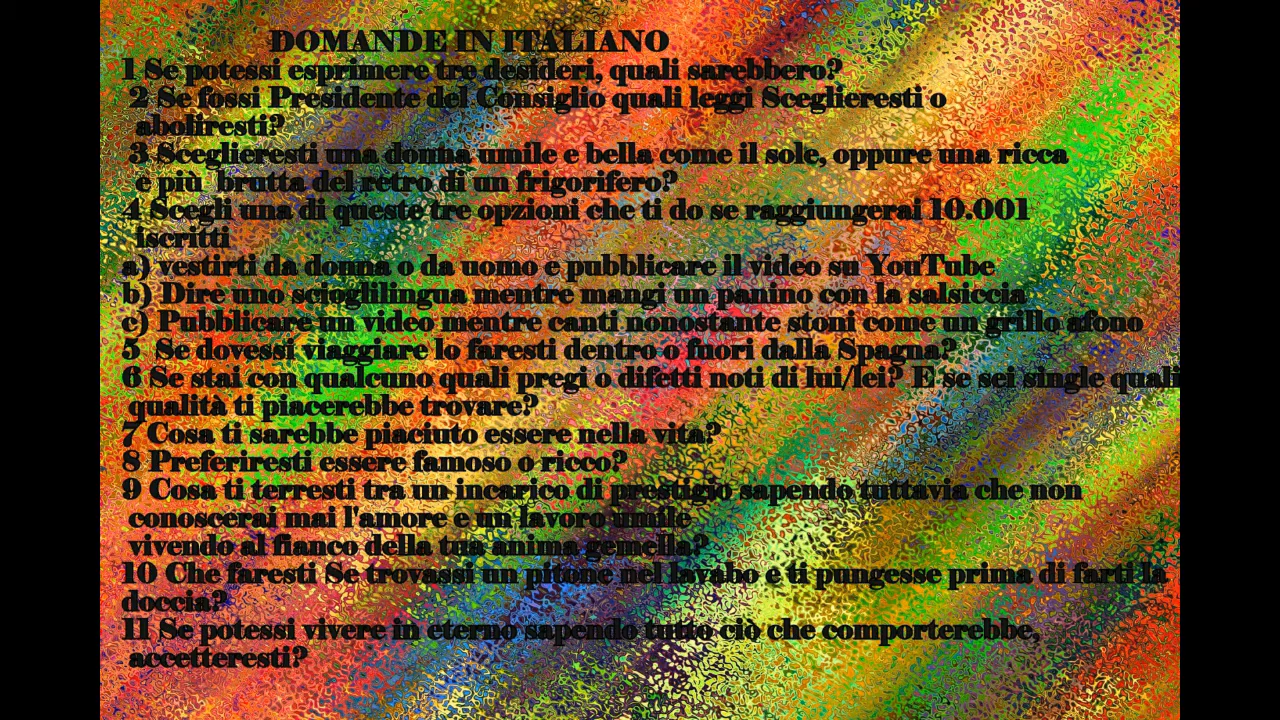 DOMANDE IN ITALIANO
1 Se potessi esprimere tre desideri, quali sarebbero?
2 Se fossi Presidente del Consiglio quali leggi Sceglieresti o
aboliresti?
3 Sceglieresti una donna umile e bella come il sole, oppure una ricca
e più brutta del retro di un frigorifero?
4 Scegli una di queste tre opzioni che ti do se raggiungerai 10.001
iscritti
a) vestirti da donna o da uomo e pubblicare il video su YouTube
b) Dire uno scioglilingua mentre mangi un panino con la salsiccia
c) Pubblicare un video mentre canti nonostante stoni come un grillo afono
5 Se dovessi viaggiare lo faresti dentro o fuori dalla Spagna?
6 Se stai con qualcuno quali pregi o difetti noti di lui/lei? E se sei single quali
qualità ti piacerebbe trovare?
7 Cosa ti sarebbe piaciuto essere nella vita?
8 Preferiresti essere famoso o ricco?
9 Cosa ti terresti tra un incarico di prestigio sapendo tuttavia che non
conoscerai mai l'amore e un lavoro umile
vivendo al fianco della tua anima gemella?
10 Che faresti Se trovassi un pitone nel lavabo e ti pungesse prima di farti la
doccia?
11 Se potessi vivere in eterno sapendo tutto ciò che comporterebbe,
accetteresti?